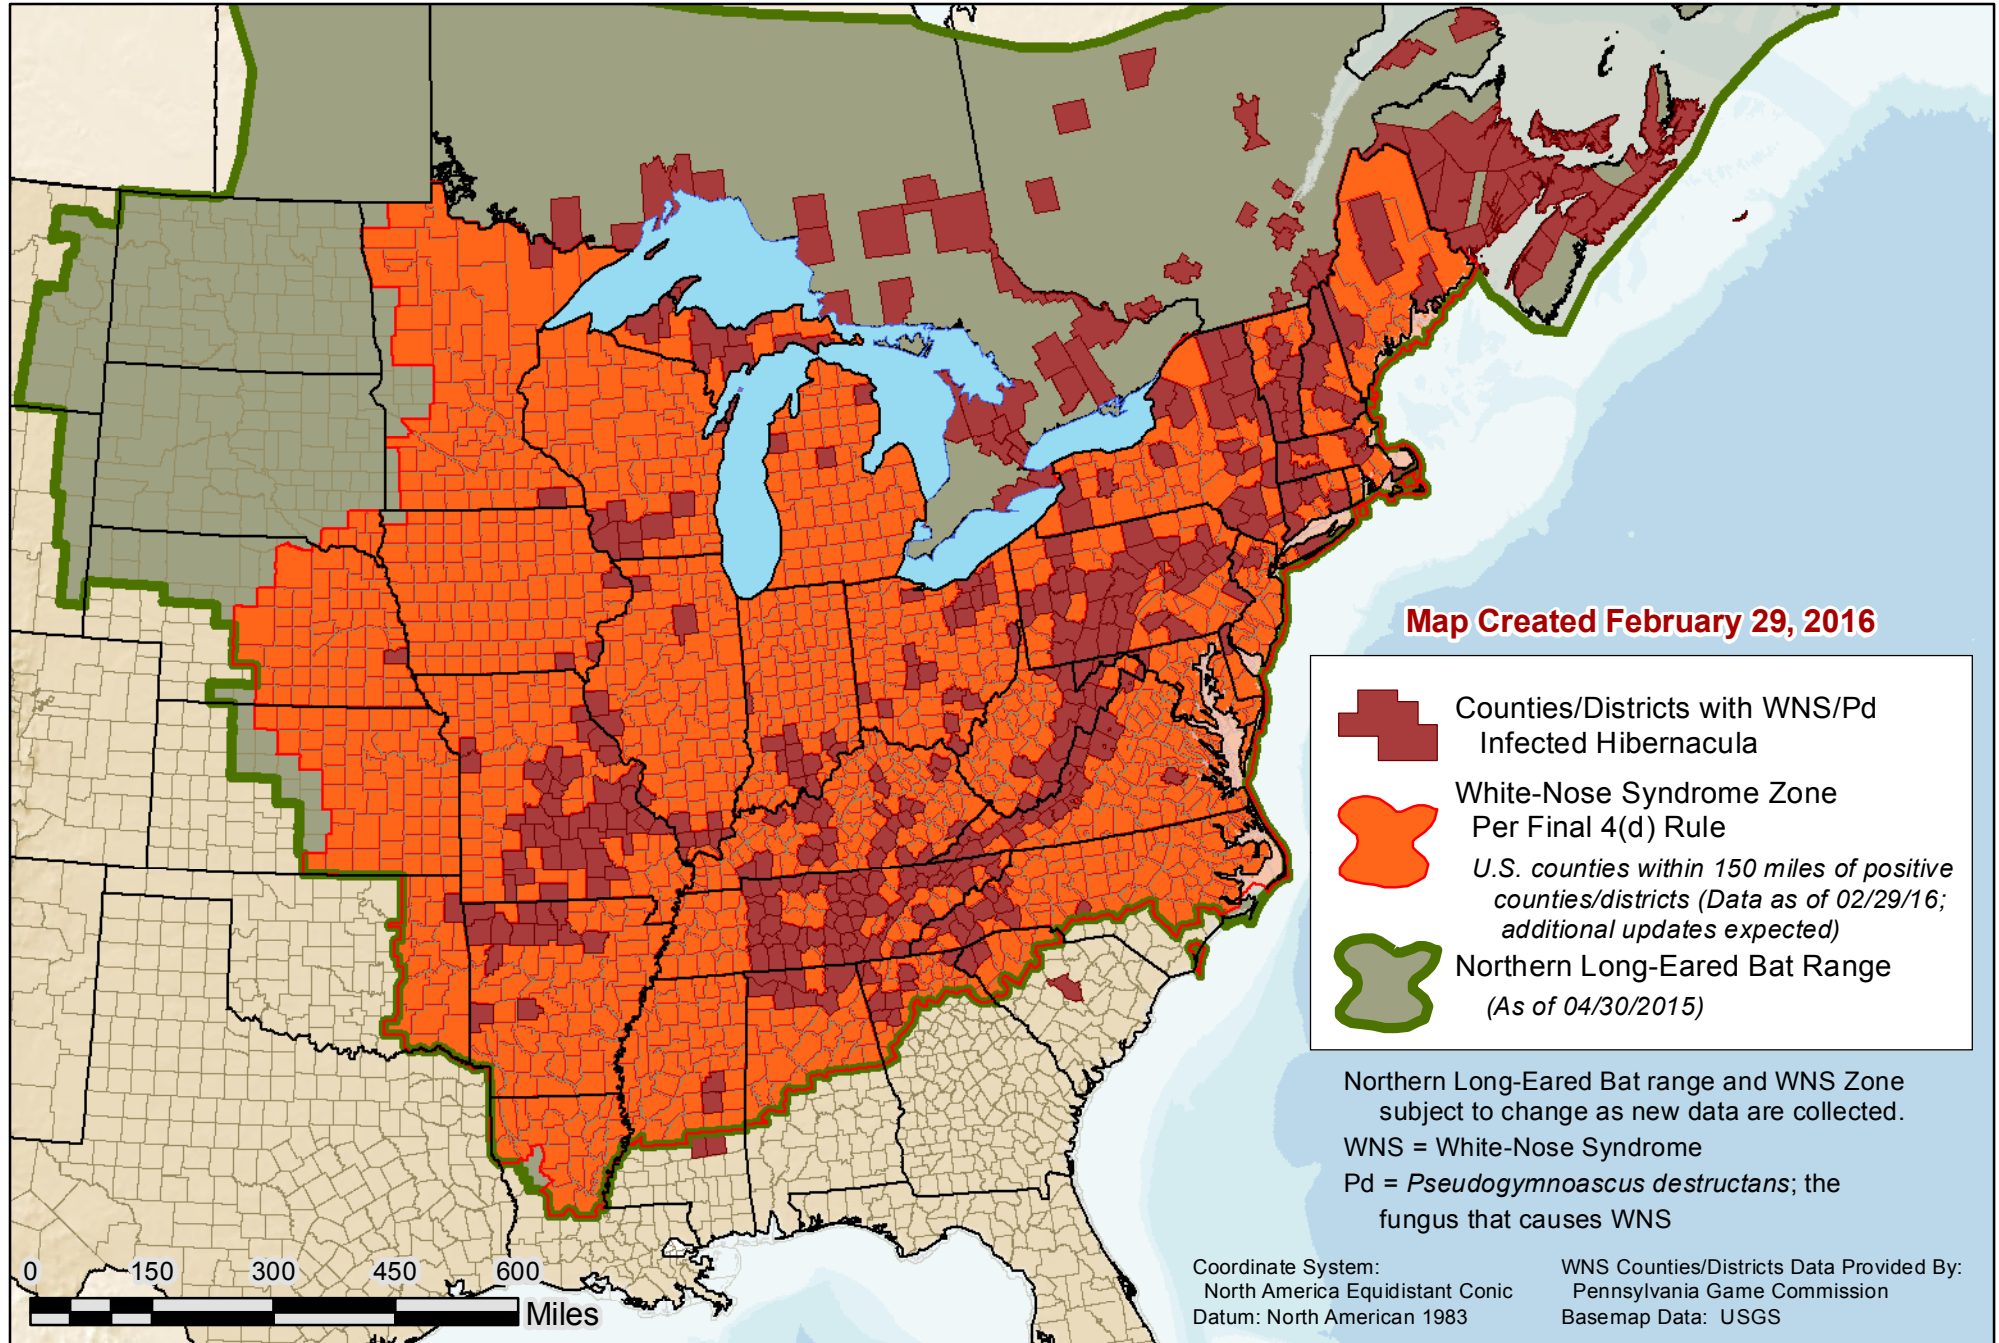 Map Created February 29, 2016
Counties/Districts with WNS/Pd
Infected Hibernacula
White-Nose Syndrome Zone
Per Final 4(d) Rule
U.S. counties within 150 miles of positive
counties/districts (Data as of 02/29/16;
additional updates expected)
Northern Long-Eared Bat Range
(As of 04/30/2015)
Northern Long-Eared Bat range and WNS Zone
subject to change as new data are collected.
WNS = White-Nose Syndrome
Pd = Pseudogymnoascus destructans; the
fungus that causes WNS
0 150 300 450 600
Miles
Coordinate System:
North America Equidistant Conic
Datum: North American 1983
WNS Counties/Districts Data Provided By:
Pennsylvania Game Commission
Basemap Data: USGS